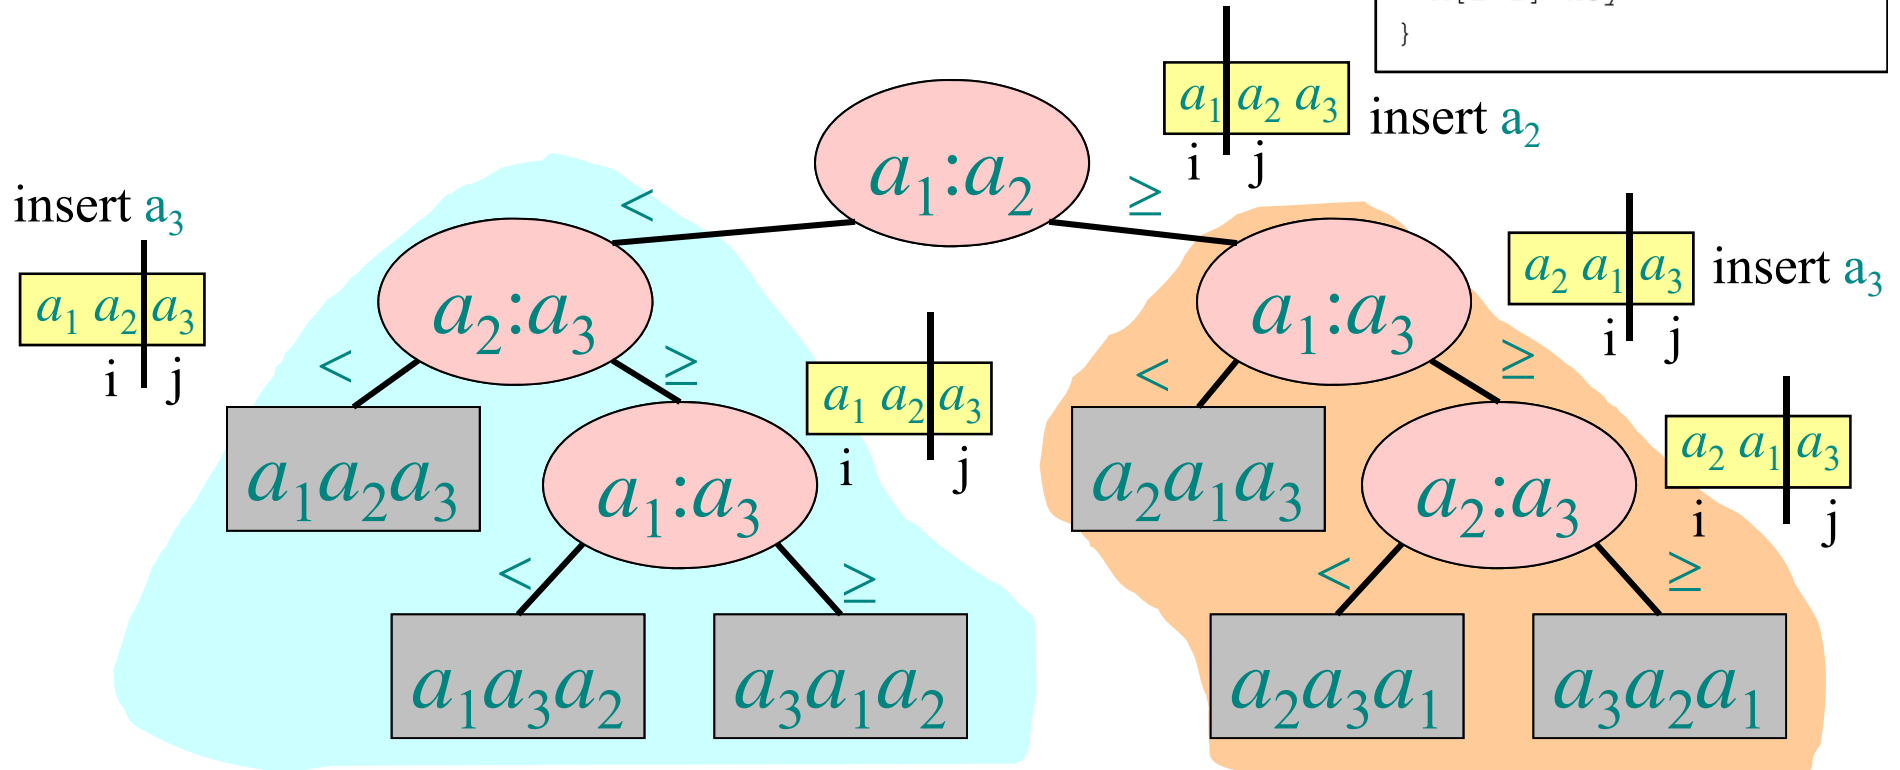 }
a₁ a₂ a₃
i j
insert a₂
a₁:a₂
< ≥
insert a₃
a₁ a₂ a₃
i j
a₂:a₃
< ≥
a₁ a₂ a₃
i j
a₁:a₃
< ≥
a₂ a₁ a₃
i j
insert a₃
a₁a₂a₃
a₁:a₃
< ≥
a₂a₁a₃
a₂:a₃
< ≥
a₂ a₁ a₃
i j
a₁a₃a₂
a₃a₁a₂
a₂a₃a₁
a₃a₂a₁